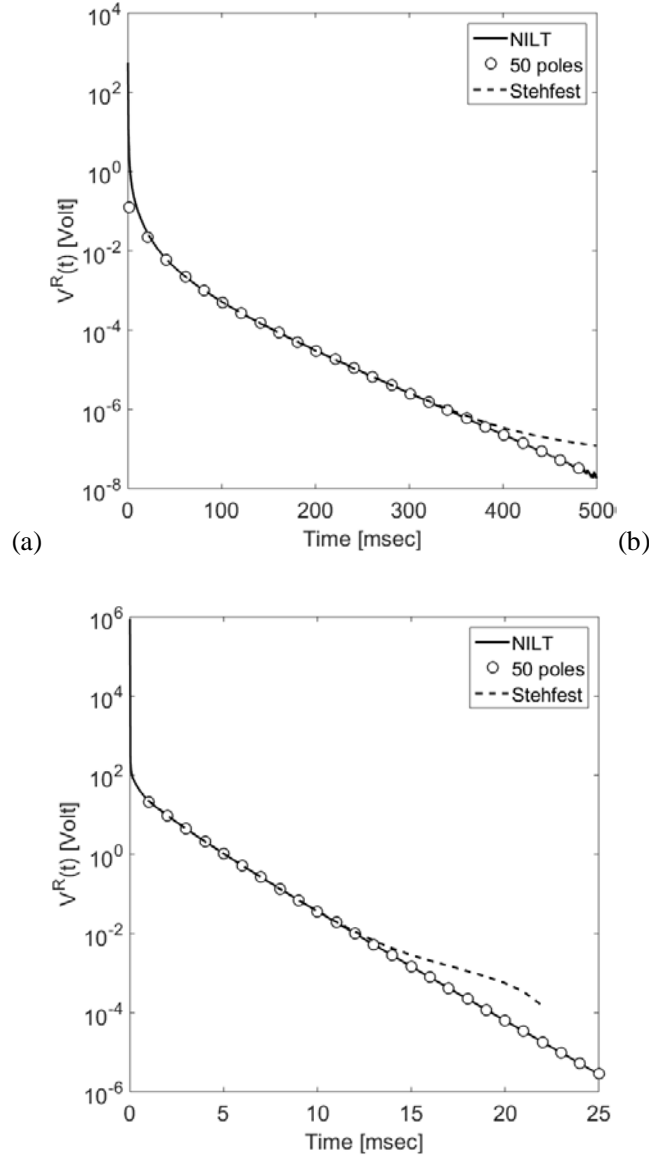 10^4
10^2
10^0
10^-2
10^-4
10^-6
10^-8
V^R(t) [Volt]
NILT
50 poles
Stehfest
0 100 200 300 400 500
Time [msec]
(a)
(b)
10^6
10^4
10^2
10^0
10^-2
10^-4
10^-6
V^R(t) [Volt]
NILT
50 poles
Stehfest
0 5 10 15 20 25
Time [msec]